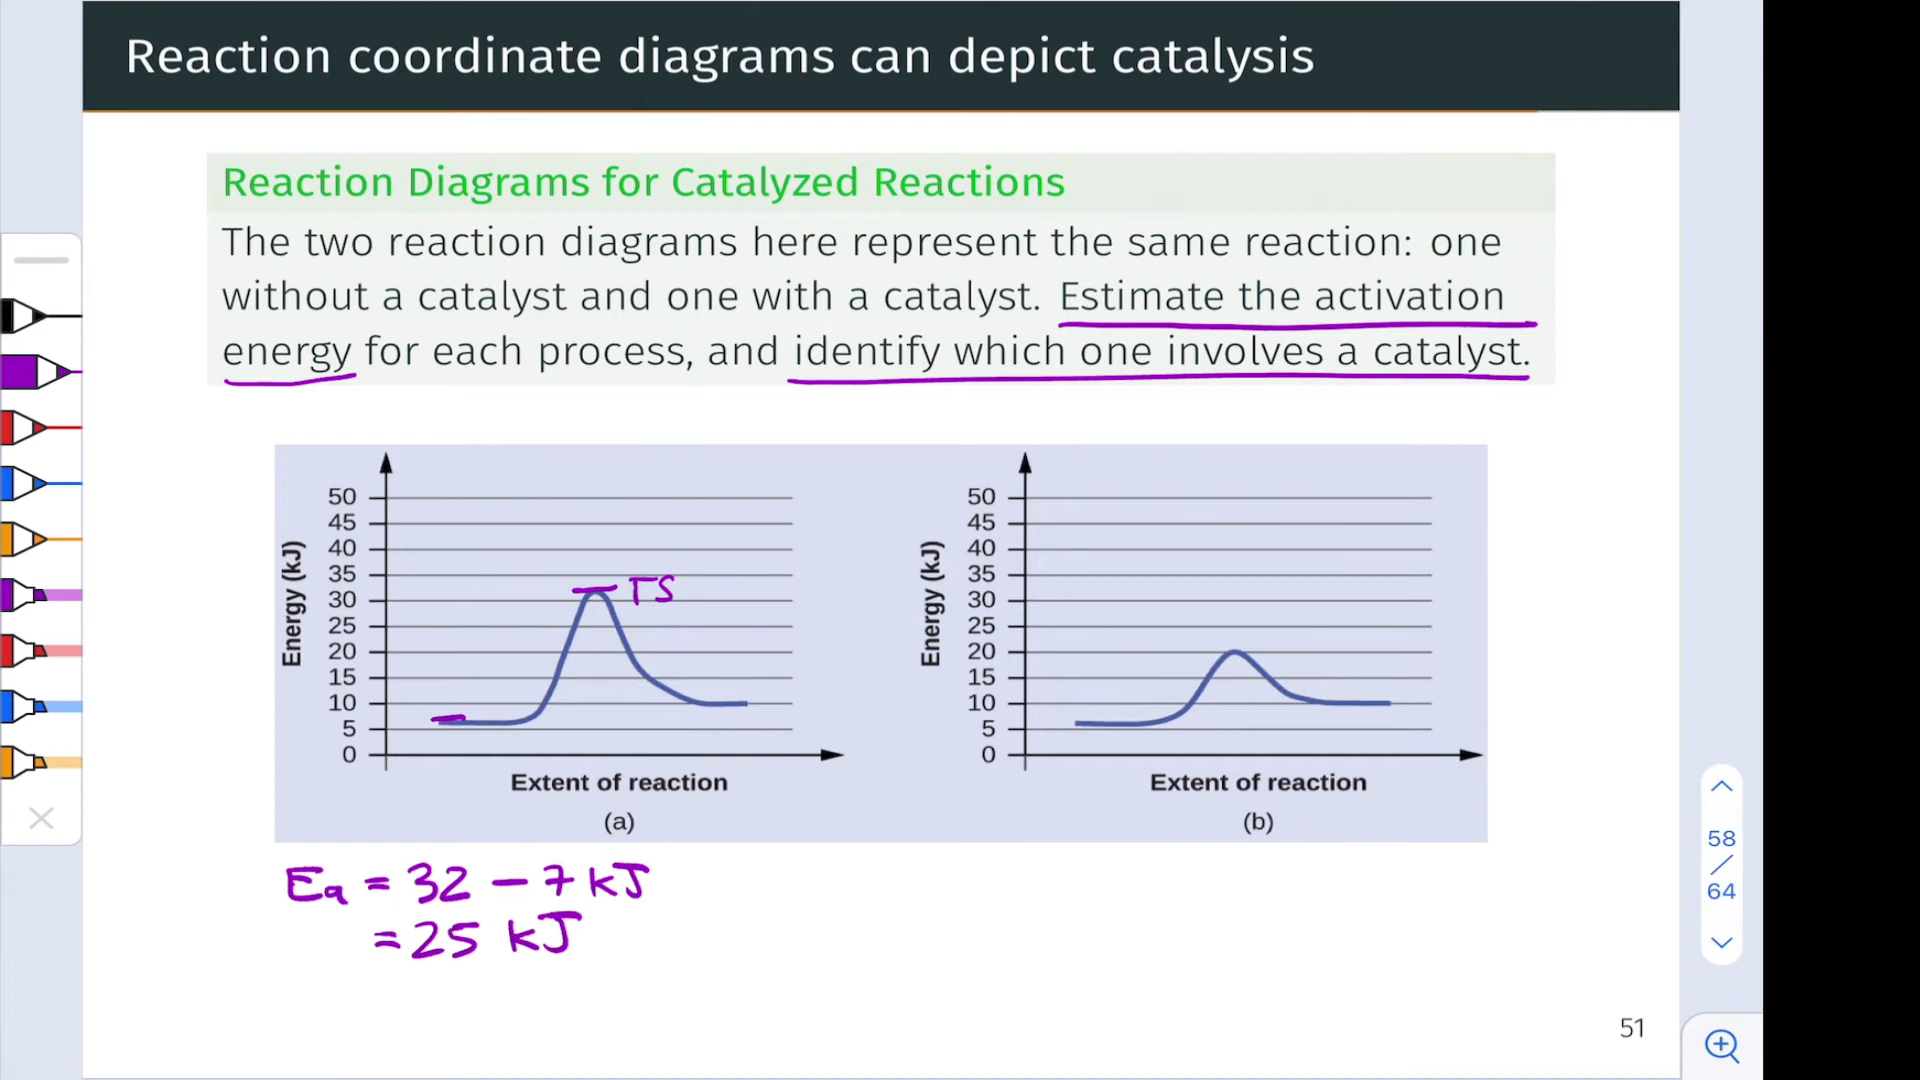 Reaction coordinate diagrams can depict catalysis
Reaction Diagrams for Catalyzed Reactions
The two reaction diagrams here represent the same reaction: one
without a catalyst and one with a catalyst. Estimate the activation
energy for each process, and identify which one involves a catalyst.
50
45
40
35
30
25
20
15
10
5
0
Energy (kJ)
TS
Extent of reaction
(a)
50
45
40
35
30
25
20
15
10
5
0
Energy (kJ)
Extent of reaction
(b)
Ea = 32 – 7 kJ
= 25 kJ
58
/
64
51